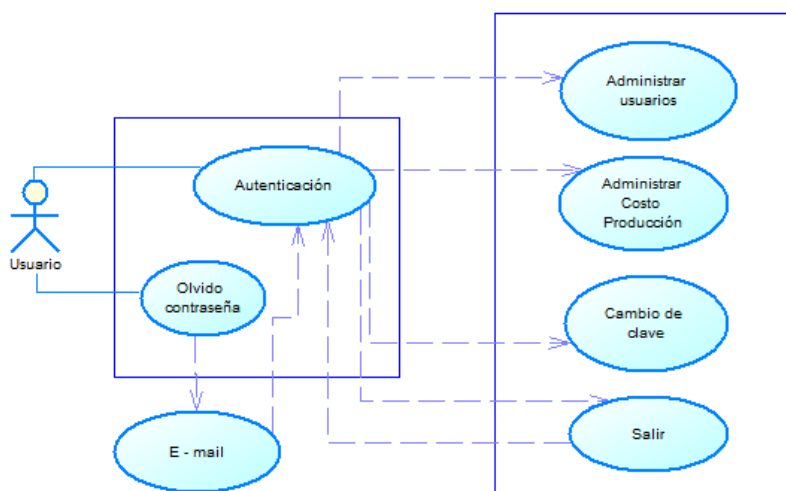 Administrar
usuarios
Autenticación
Administrar
Costo
Producción
Usuario
Olvido
contraseña
Cambio de
clave
E - mail
Salir